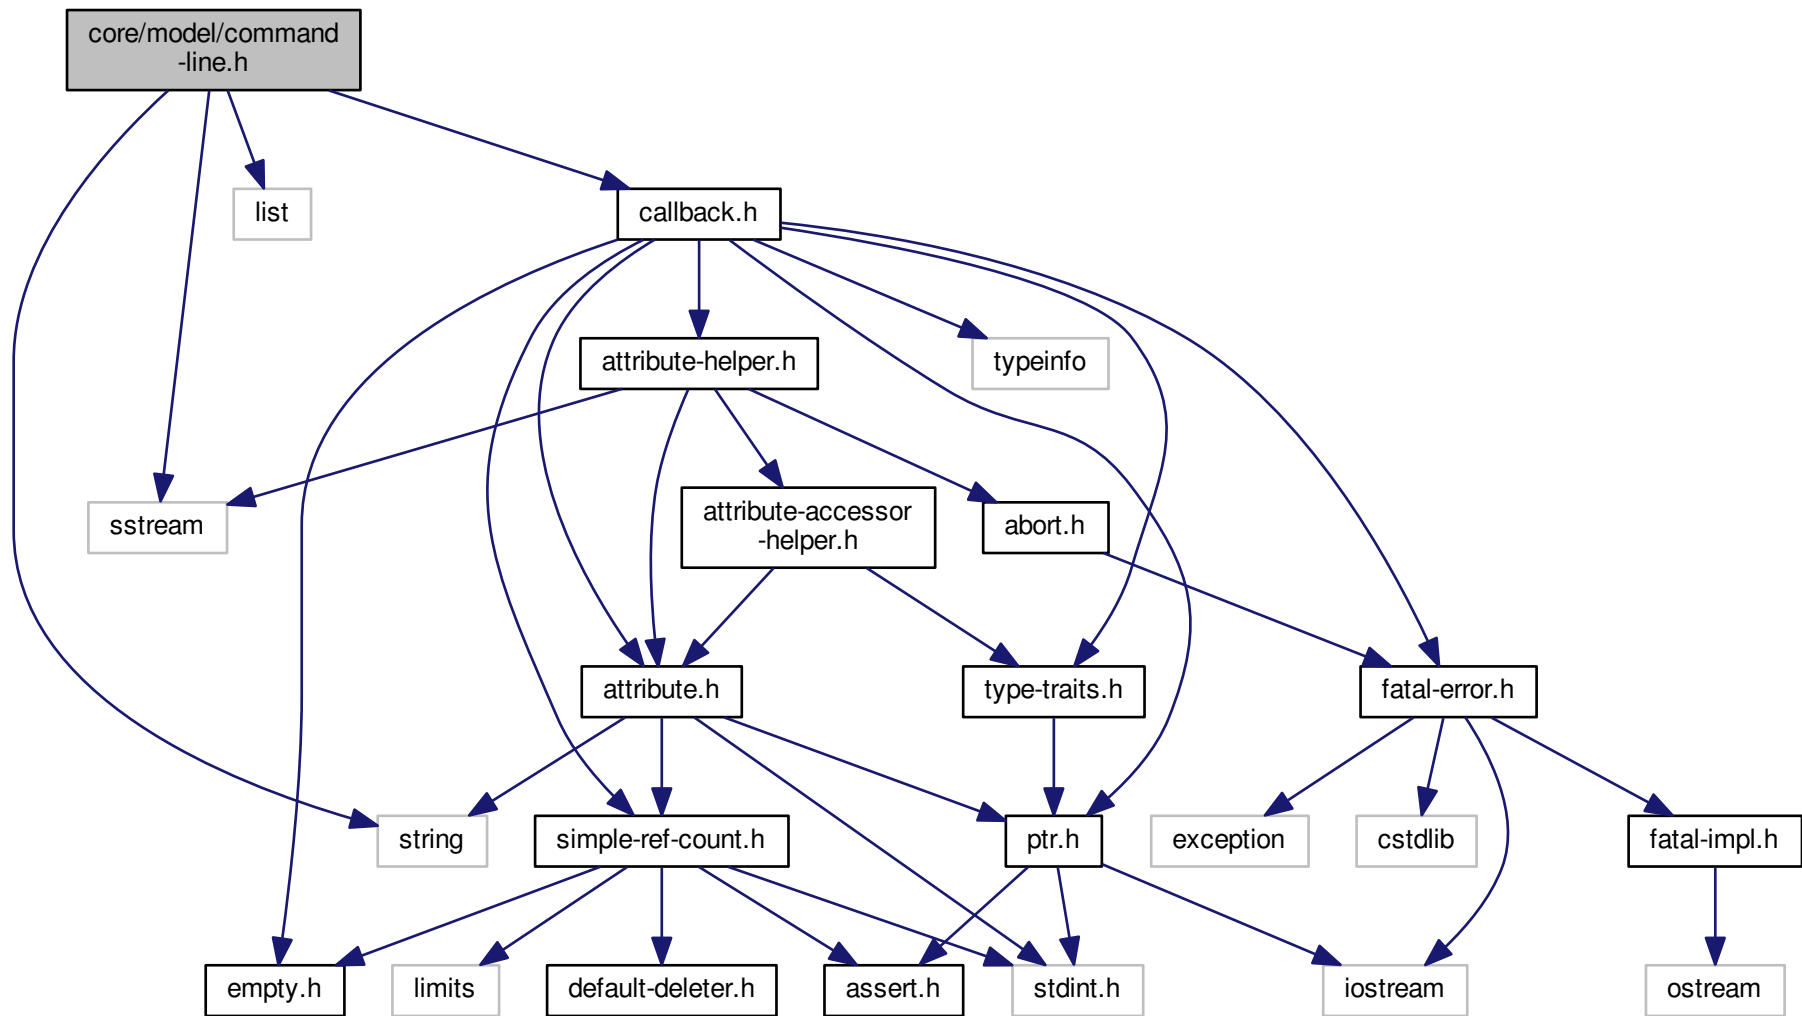 core/model/command
-line.h
list
callback.h
attribute-helper.h
typeinfo
sstream
attribute-accessor
-helper.h
abort.h
attribute.h
type-traits.h
fatal-error.h
string
simple-ref-count.h
ptr.h
exception
cstdlib
fatal-impl.h
empty.h
limits
default-deleter.h
assert.h
stdint.h
iostream
ostream